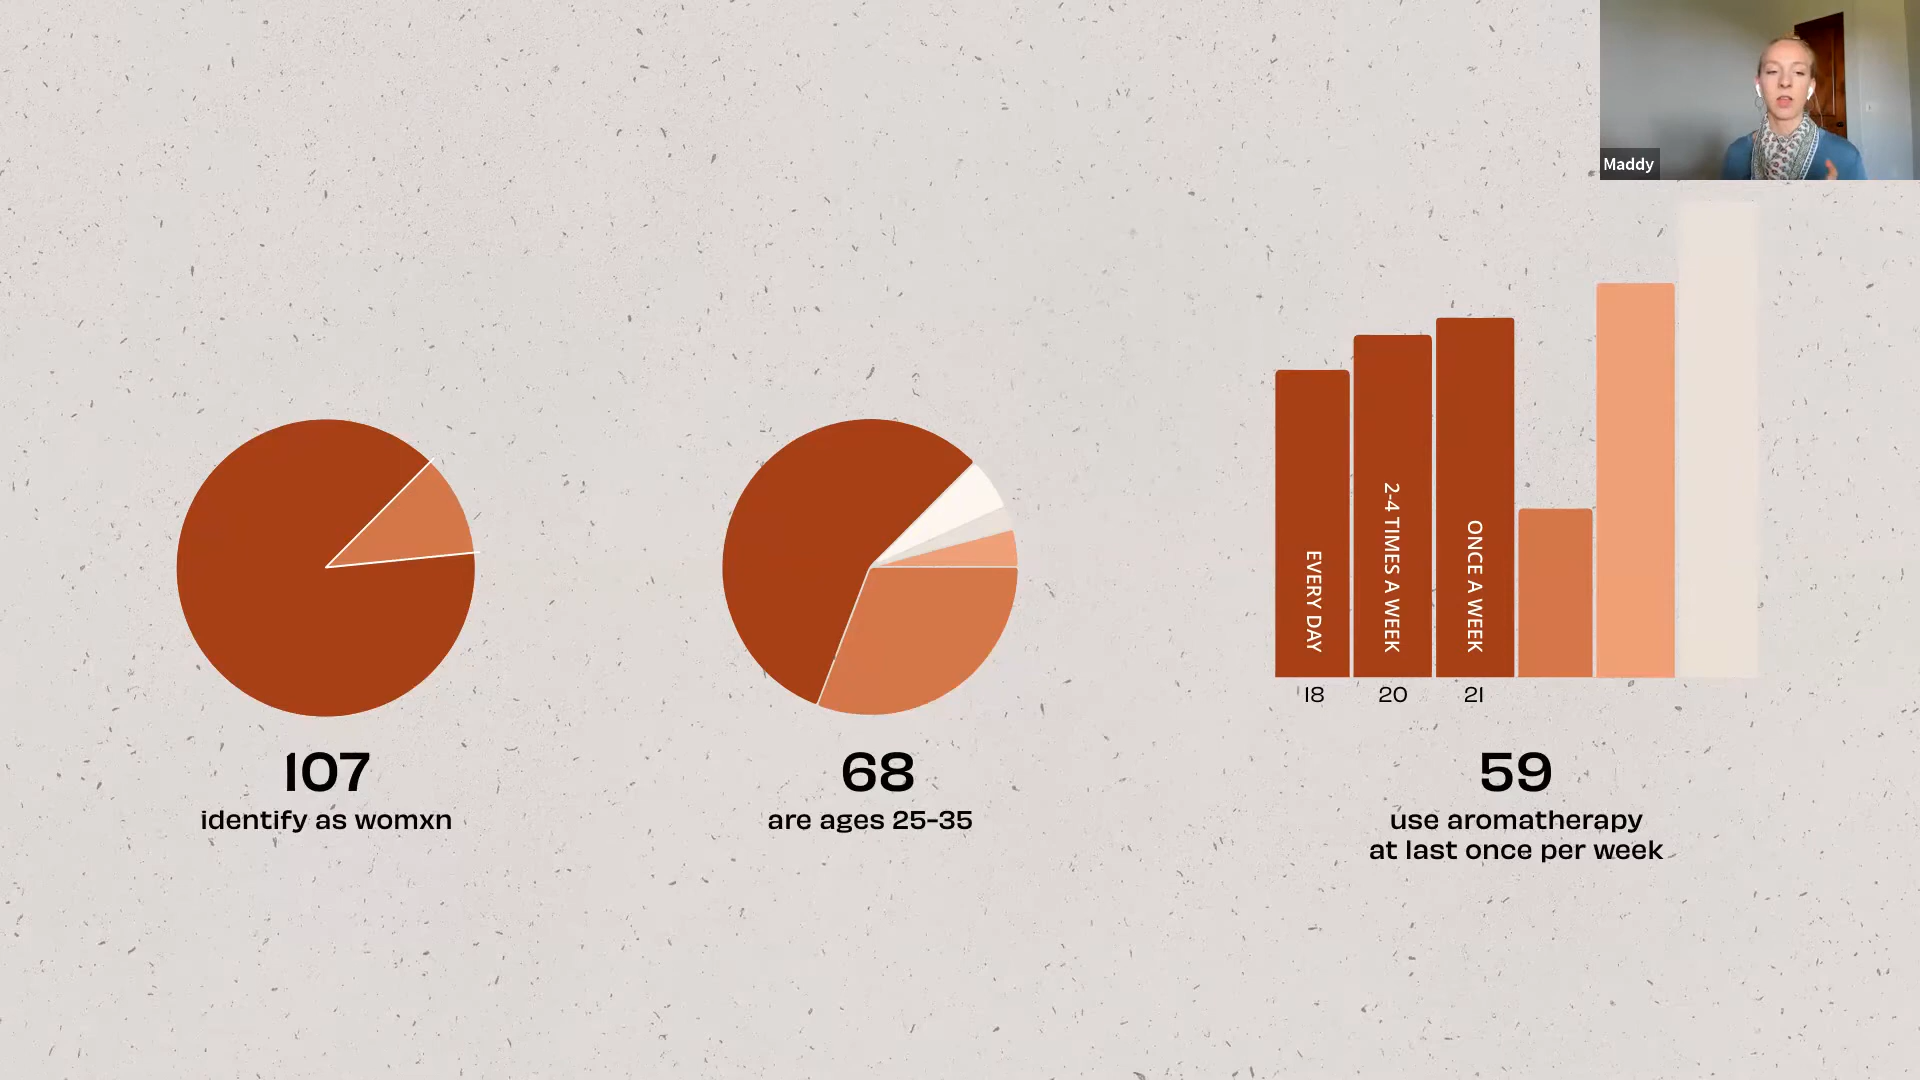 Maddy
EVERY DAY
2-4 TIMES A WEEK
ONCE A WEEK
18
20
21
107
identify as womxn
68
are ages 25-35
59
use aromatherapy
at last once per week